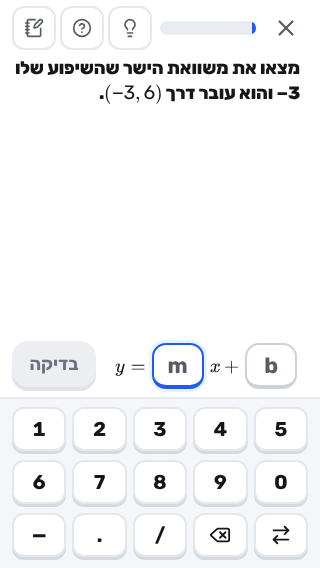 מצאו את משוואת הישר שהשיפוע שלו
−3 והוא עובר דרך (−3, 6).
בדיקה y = m x + b
1 2 3 4 5
6 7 8 9 0
− . /